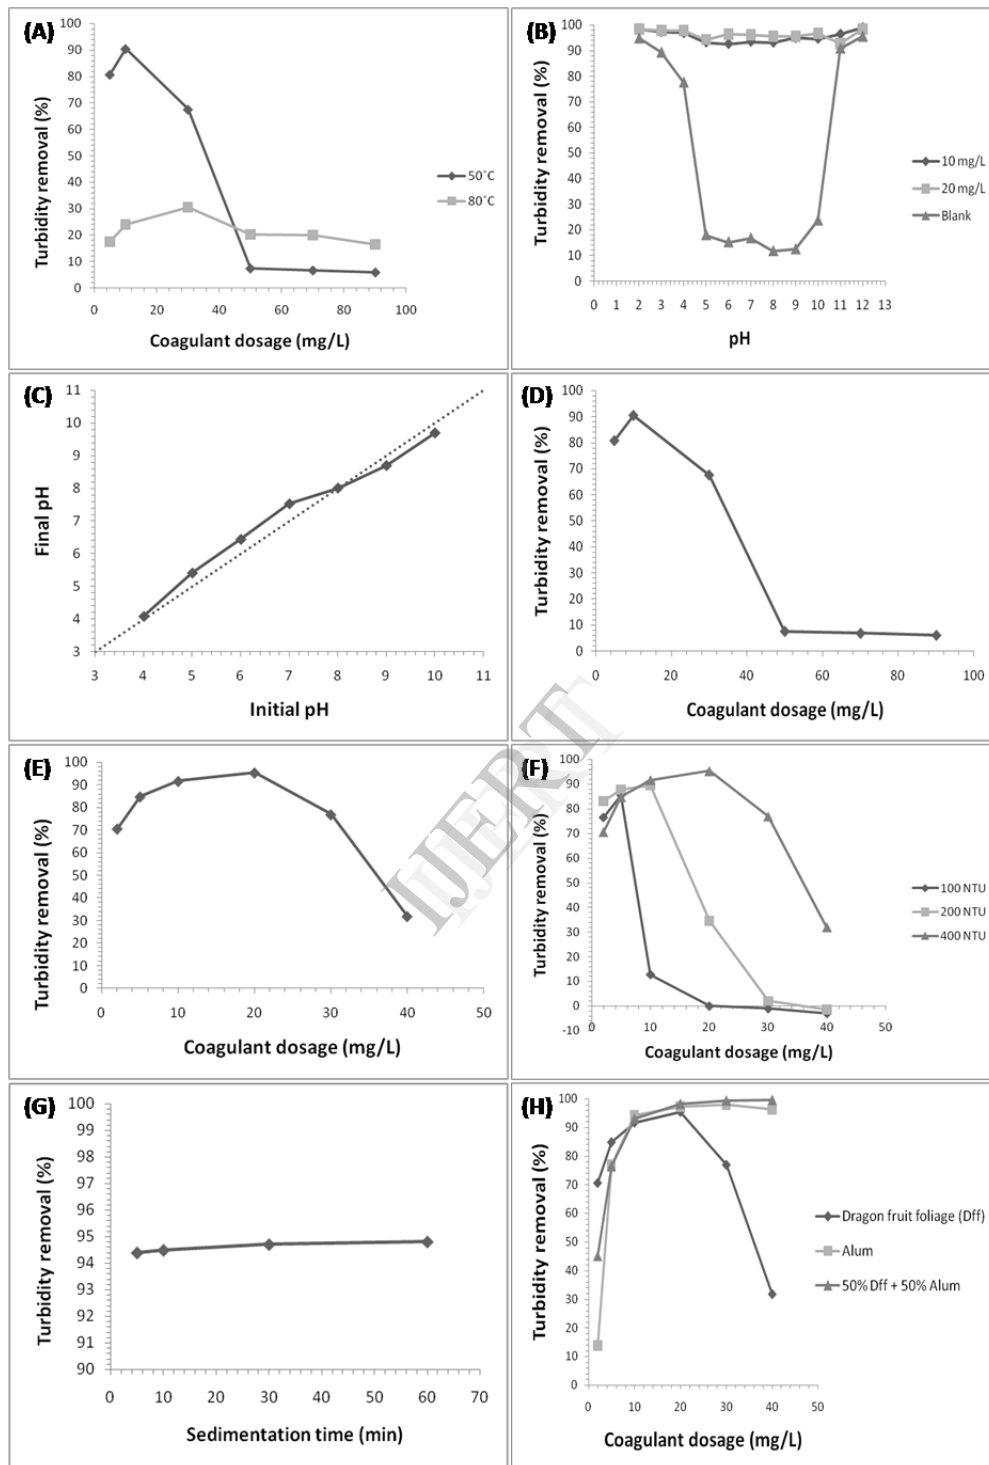 (A)
100
90
80
70
60
50
40
30
20
10
0
Turbidity removal (%)
0 20 40 60 80 100
Coagulant dosage (mg/L)
50˚C
80˚C
(B)
100
90
80
70
60
50
40
30
20
10
0
Turbidity removal (%)
0 1 2 3 4 5 6 7 8 9 10 11 12 13
pH
10 mg/L
20 mg/L
Blank
(C)
11
10
9
8
7
6
5
4
3
Final pH
3 4 5 6 7 8 9 10 11
Initial pH
(D)
100
90
80
70
60
50
40
30
20
10
0
Turbidity removal (%)
0 20 40 60 80 100
Coagulant dosage (mg/L)
IJERT
(E)
100
90
80
70
60
50
40
30
20
10
0
Turbidity removal (%)
0 10 20 30 40 50
Coagulant dosage (mg/L)
(F)
100
90
80
70
60
50
40
30
20
10
0
-10
Turbidity removal (%)
0 10 20 30 40 50
Coagulant dosage (mg/L)
100 NTU
200 NTU
400 NTU
(G)
100
99
98
97
96
95
94
93
92
91
90
Turbidity removal (%)
0 10 20 30 40 50 60 70
Sedimentation time (min)
(H)
100
90
80
70
60
50
40
30
20
10
0
Turbidity removal (%)
0 10 20 30 40 50
Coagulant dosage (mg/L)
Dragon fruit foliage (Dff)
Alum
50% Dff + 50% Alum